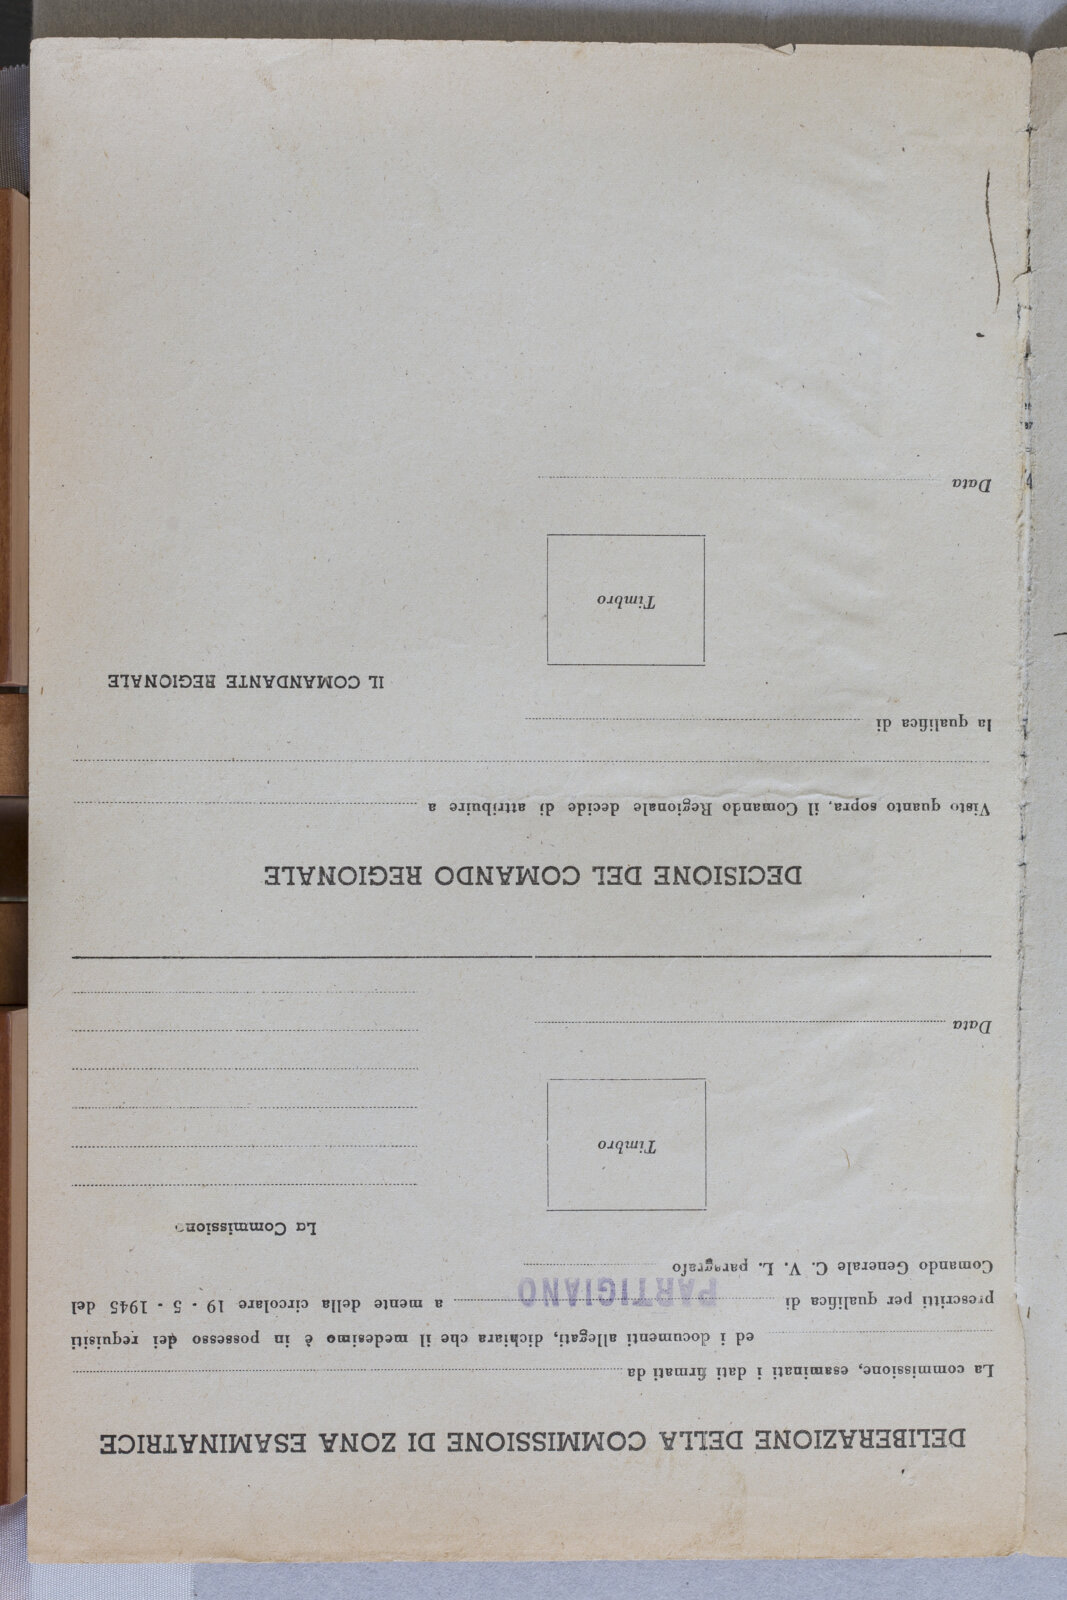 DELIBERAZIONE DELLA COMMISSIONE DI ZONA ESAMINATRICE
La commissione, esaminati i dati firmati da
ed i documenti allegati, dichiara che il medesimo è in possesso dei requisiti
prescritti per qualifica di PARTIGIANO a mente della circolare 19 - 5 - 1945 del
Comando Generale C. V. L. paragrafo
La Commissione
Timbro
Data
DECISIONE DEL COMANDO REGIONALE
Visto quanto sopra, il Comando Regionale decide di attribuire a
la qualifica di
IL COMANDANTE REGIONALE
Timbro
Data